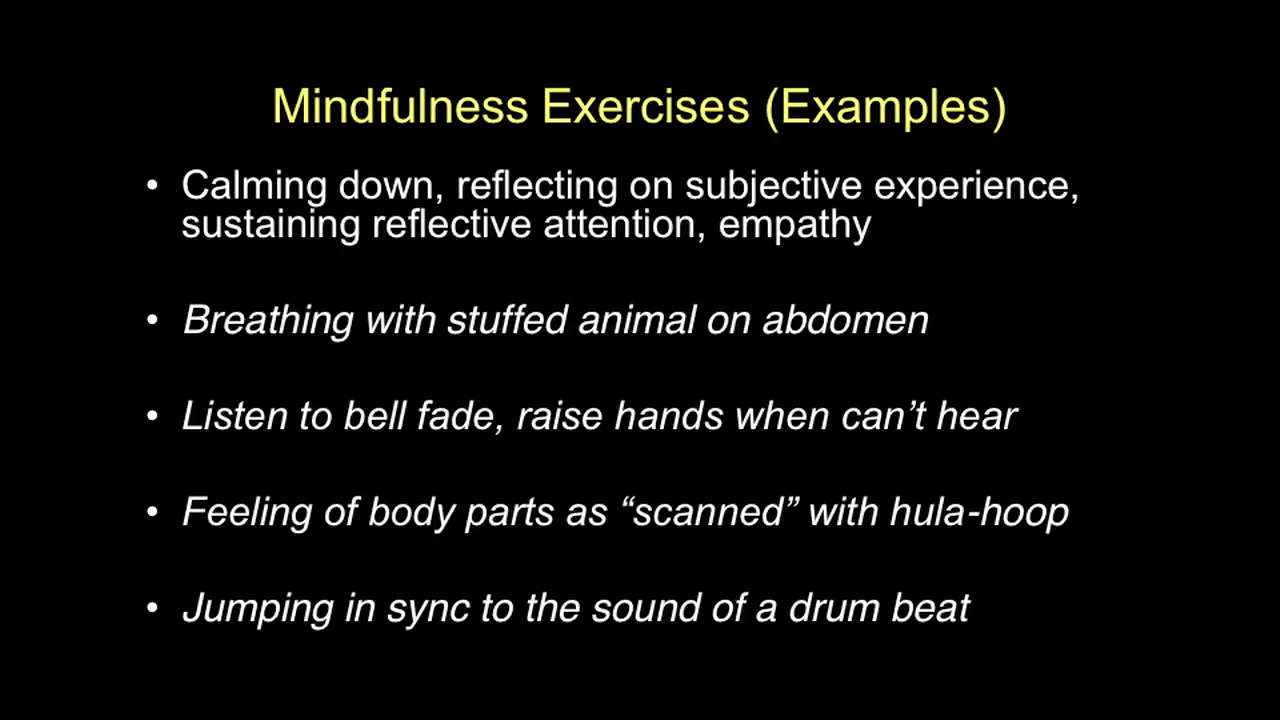 Mindfulness Exercises (Examples)
• Calming down, reflecting on subjective experience,
sustaining reflective attention, empathy
• Breathing with stuffed animal on abdomen
• Listen to bell fade, raise hands when can’t hear
• Feeling of body parts as “scanned” with hula-hoop
• Jumping in sync to the sound of a drum beat